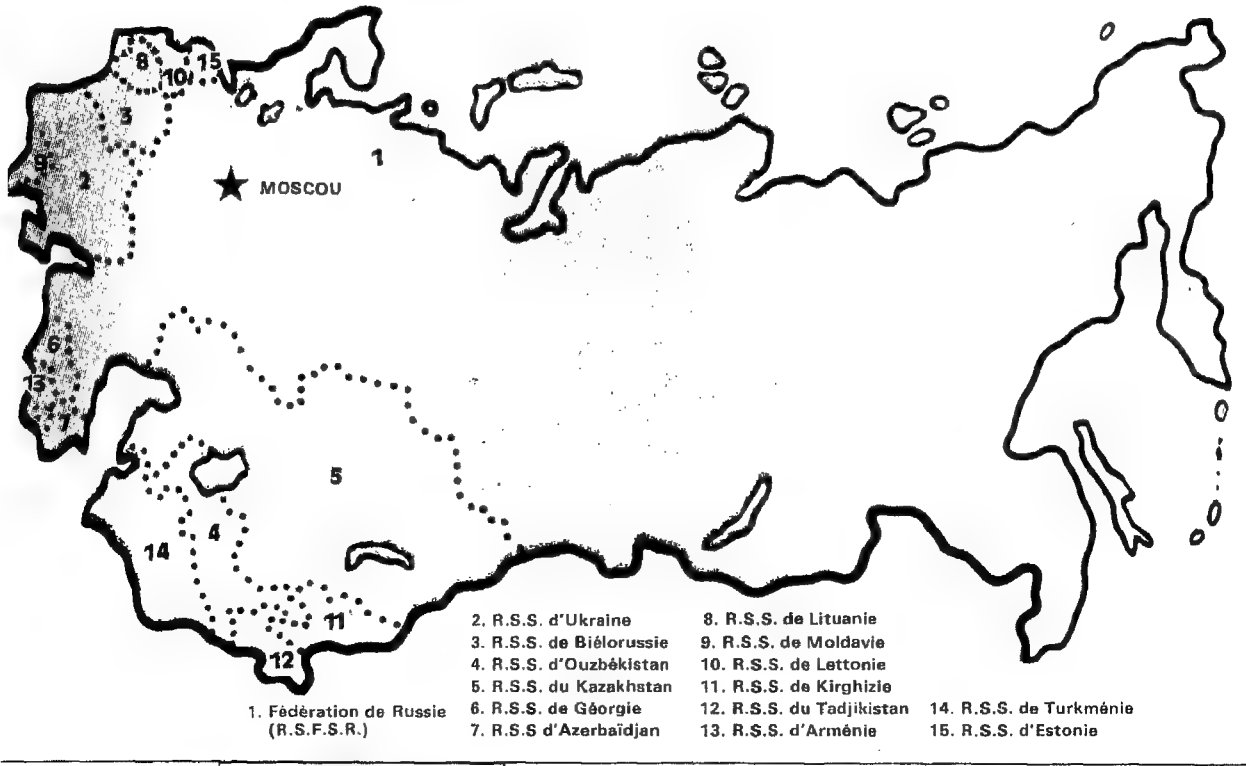 8
15
10
3
1
9
2
MOSCOU
6
13
7
5
4
14
11
12
1. Fédération de Russie
(R.S.F.S.R.)
2. R.S.S. d'Ukraine
3. R.S.S. de Biélorussie
4. R.S.S. d'Ouzbékistan
5. R.S.S. du Kazakhstan
6. R.S.S. de Géorgie
7. R.S.S d'Azerbaïdjan
8. R.S.S. de Lituanie
9. R.S.S. de Moldavie
10. R.S.S. de Lettonie
11. R.S.S. de Kirghizie
12. R.S.S. du Tadjikistan
13. R.S.S. d'Arménie
14. R.S.S. de Turkménie
15. R.S.S. d'Estonie